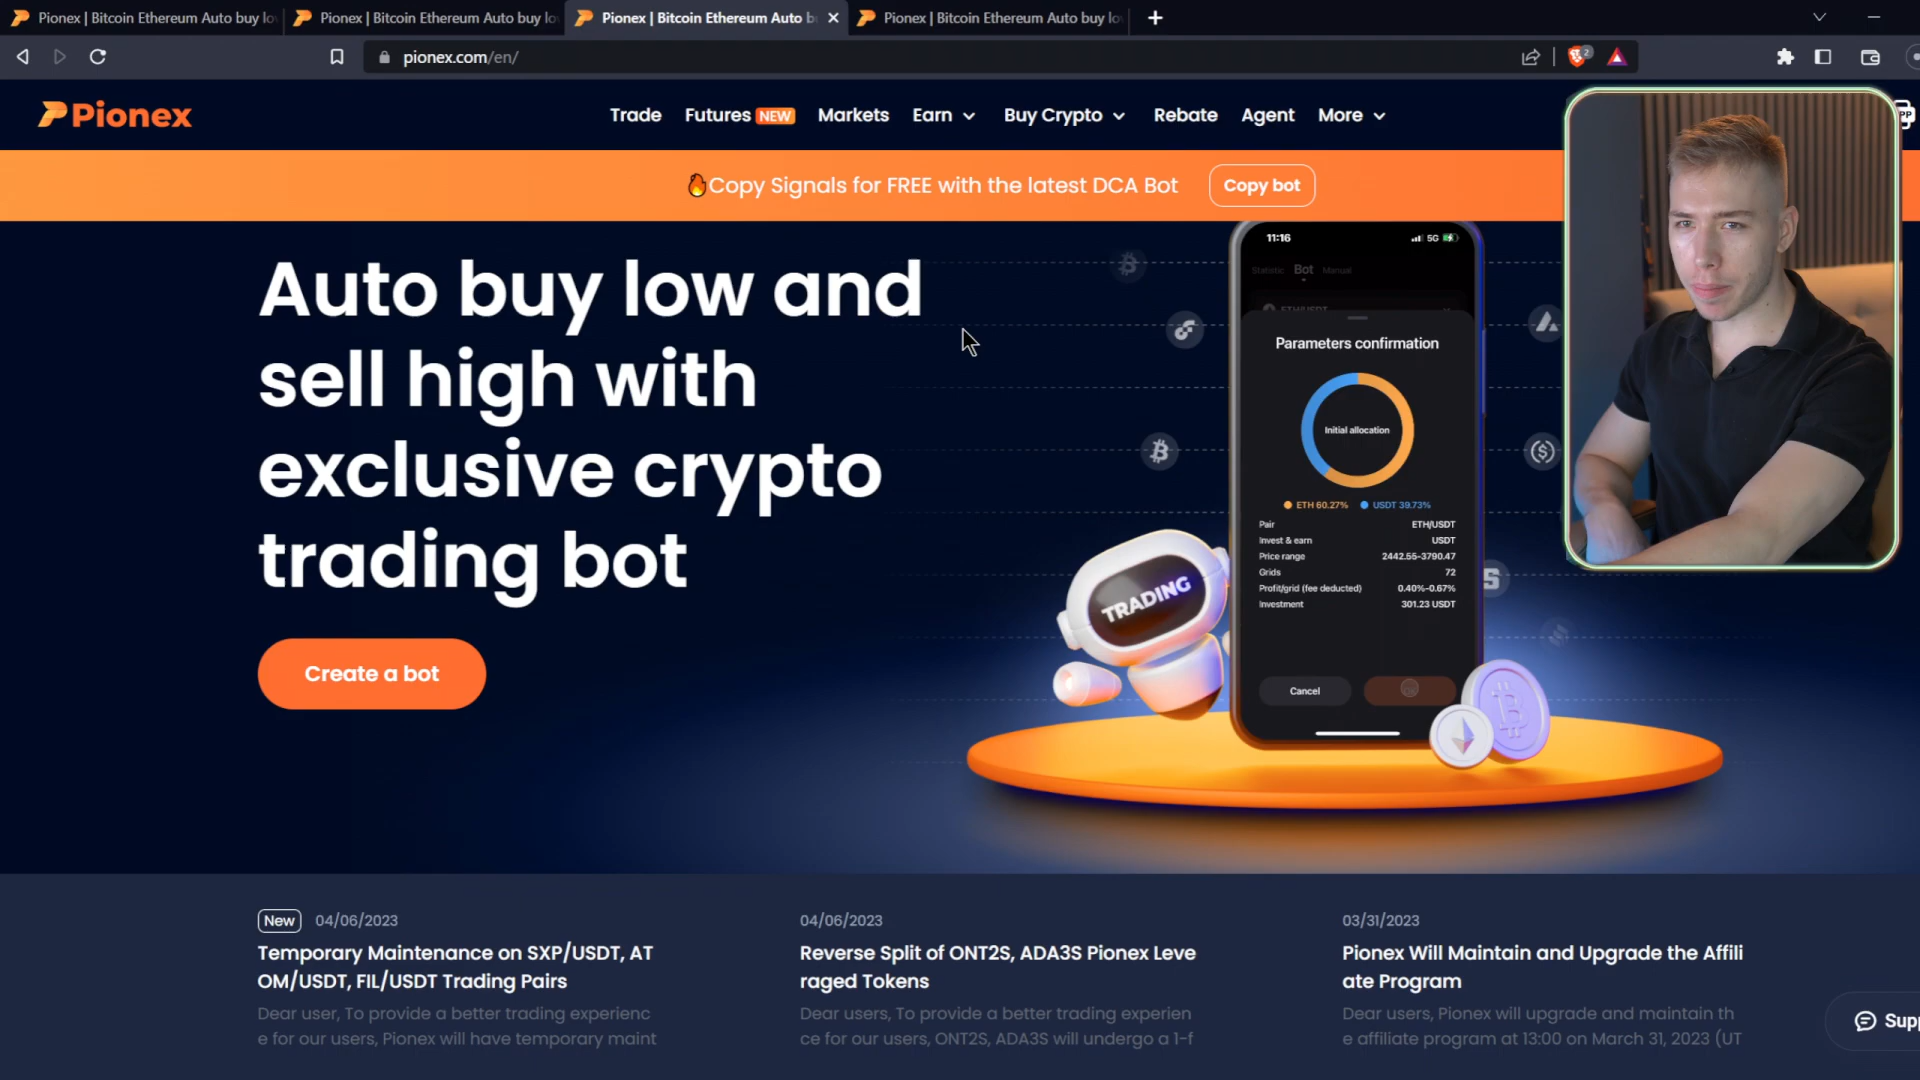 Pionex | Bitcoin Ethereum Auto buy lo
Pionex | Bitcoin Ethereum Auto buy lo
Pionex | Bitcoin Ethereum Auto b
Pionex | Bitcoin Ethereum Auto buy lo
pionex.com/en/
2
Pionex
Trade
Futures NEW
Markets
Earn
Buy Crypto
Rebate
Agent
More
Copy Signals for FREE with the latest DCA Bot
Copy bot
Auto buy low and
sell high with
exclusive crypto
trading bot
Create a bot
TRADING
11:16
5G
Statistic Bot Manual
ETH/USDT
Parameters confirmation
Initial allocation
ETH 60.27% USDT 39.73%
Pair ETH/USDT
Invest & earn USDT
Price range 2442.55-3790.47
Grids 72
Profit/grid (fee deducted) 0.40%-0.67%
Investment 301.23 USDT
Cancel
New 04/06/2023
Temporary Maintenance on SXP/USDT, AT
OM/USDT, FIL/USDT Trading Pairs
Dear user, To provide a better trading experienc
e for our users, Pionex will have temporary maint
04/06/2023
Reverse Split of ONT2S, ADA3S Pionex Leve
raged Tokens
Dear users, To provide a better trading experien
ce for our users, ONT2S, ADA3S will undergo a 1-f
03/31/2023
Pionex Will Maintain and Upgrade the Affili
ate Program
Dear users, Pionex will upgrade and maintain th
e affiliate program at 13:00 on March 31, 2023 (UT
Supp